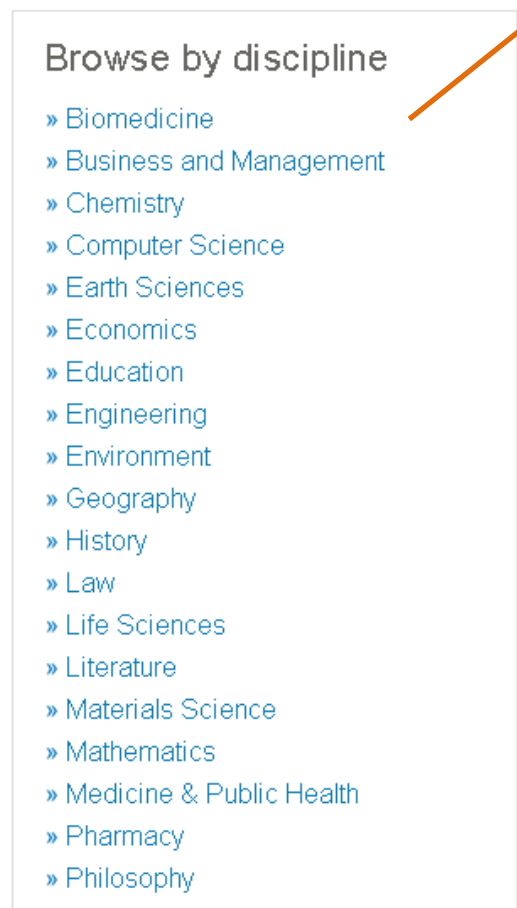 Browse by discipline
» Biomedicine
» Business and Management
» Chemistry
» Computer Science
» Earth Sciences
» Economics
» Education
» Engineering
» Environment
» Geography
» History
» Law
» Life Sciences
» Literature
» Materials Science
» Mathematics
» Medicine & Public Health
» Pharmacy
» Philosophy